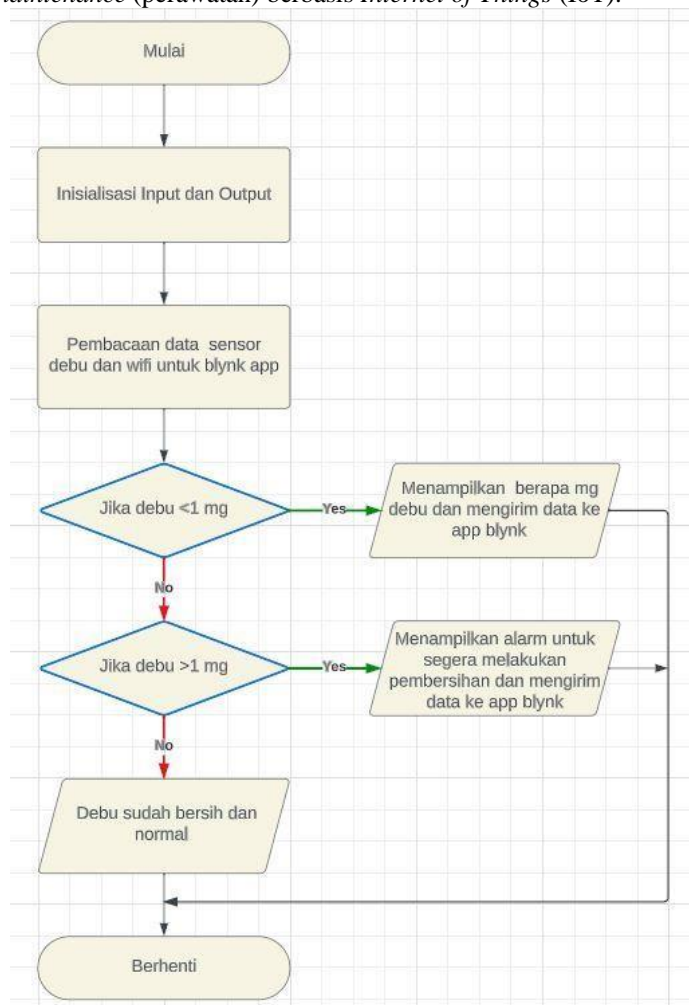 (perawatan) berbasis Internet of Things (IoT).
Mulai
Inisialisasi Input dan Output
Pembacaan data sensor
debu dan wifi untuk blynk app
Jika debu <1 mg
Yes
Menampilkan berapa mg
debu dan mengirim data ke
app blynk
No
Jika debu >1 mg
Yes
Menampilkan alarm untuk
segera melakukan
pembersihan dan mengirim
data ke app blynk
No
Debu sudah bersih dan
normal
Berhenti